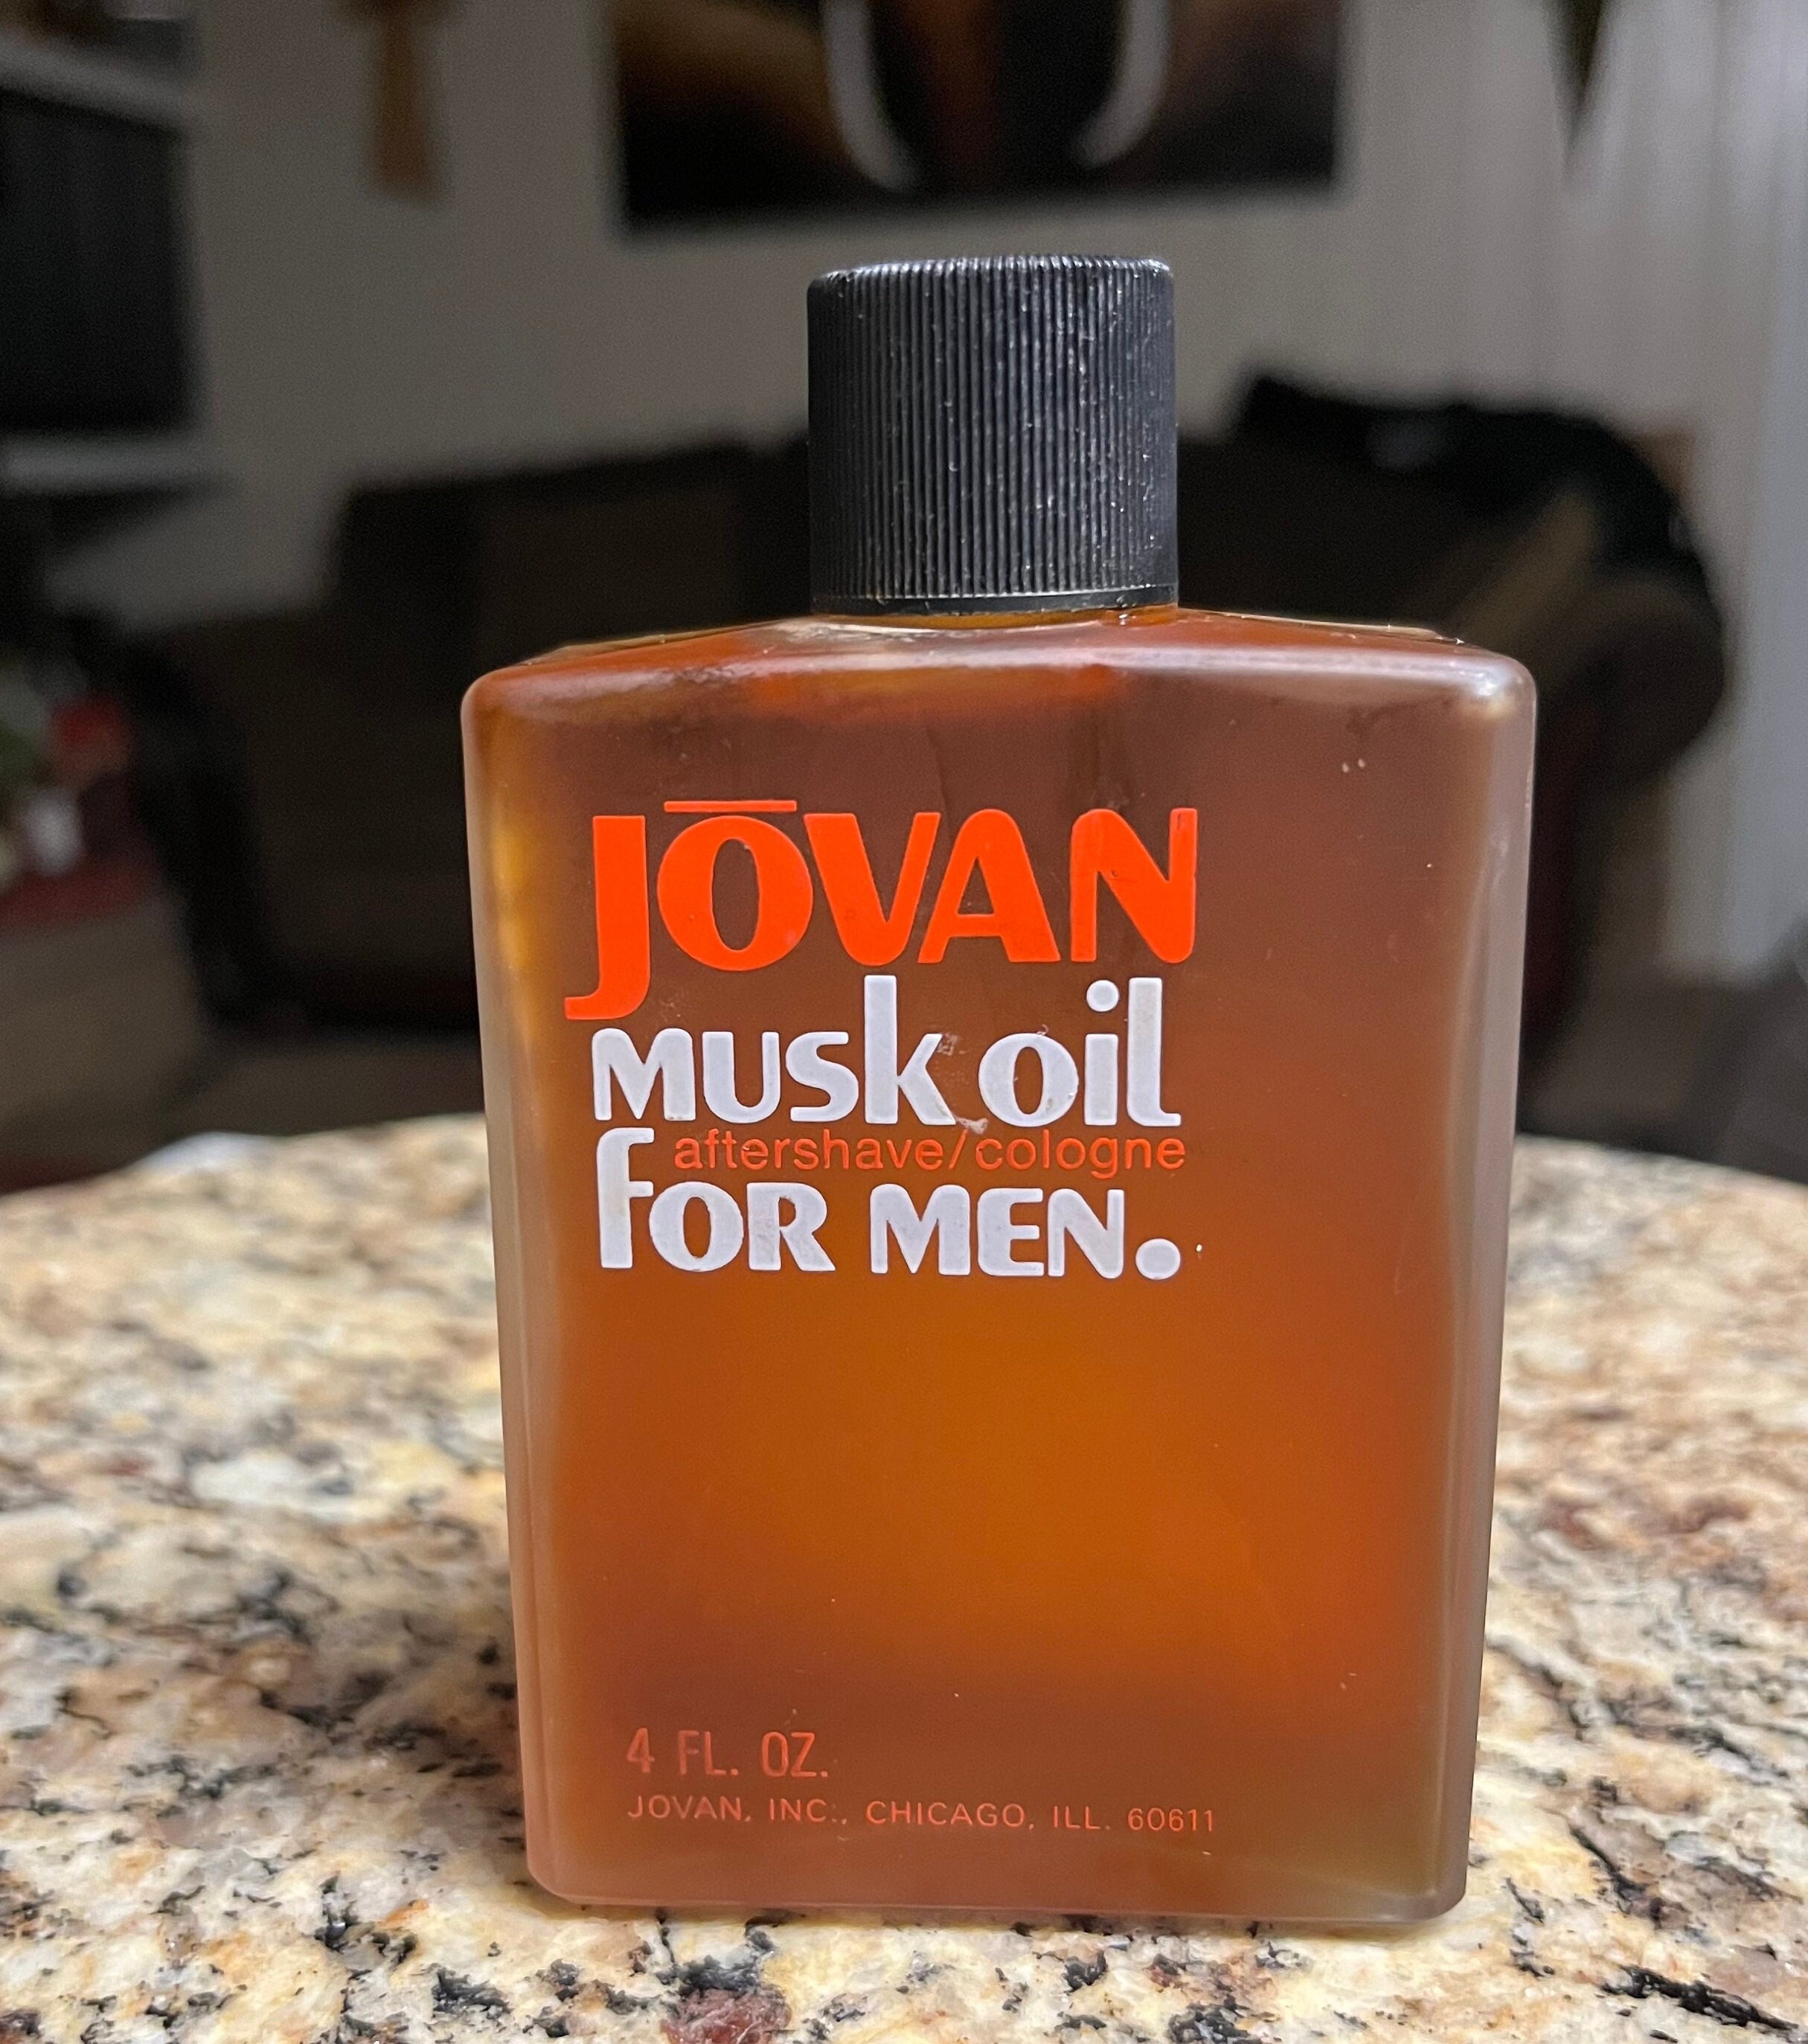 JŌVAN
Musk oil
aftershave/cologne
for MEN.
4 FL. OZ.
JOVAN, INC., CHICAGO, ILL. 60611